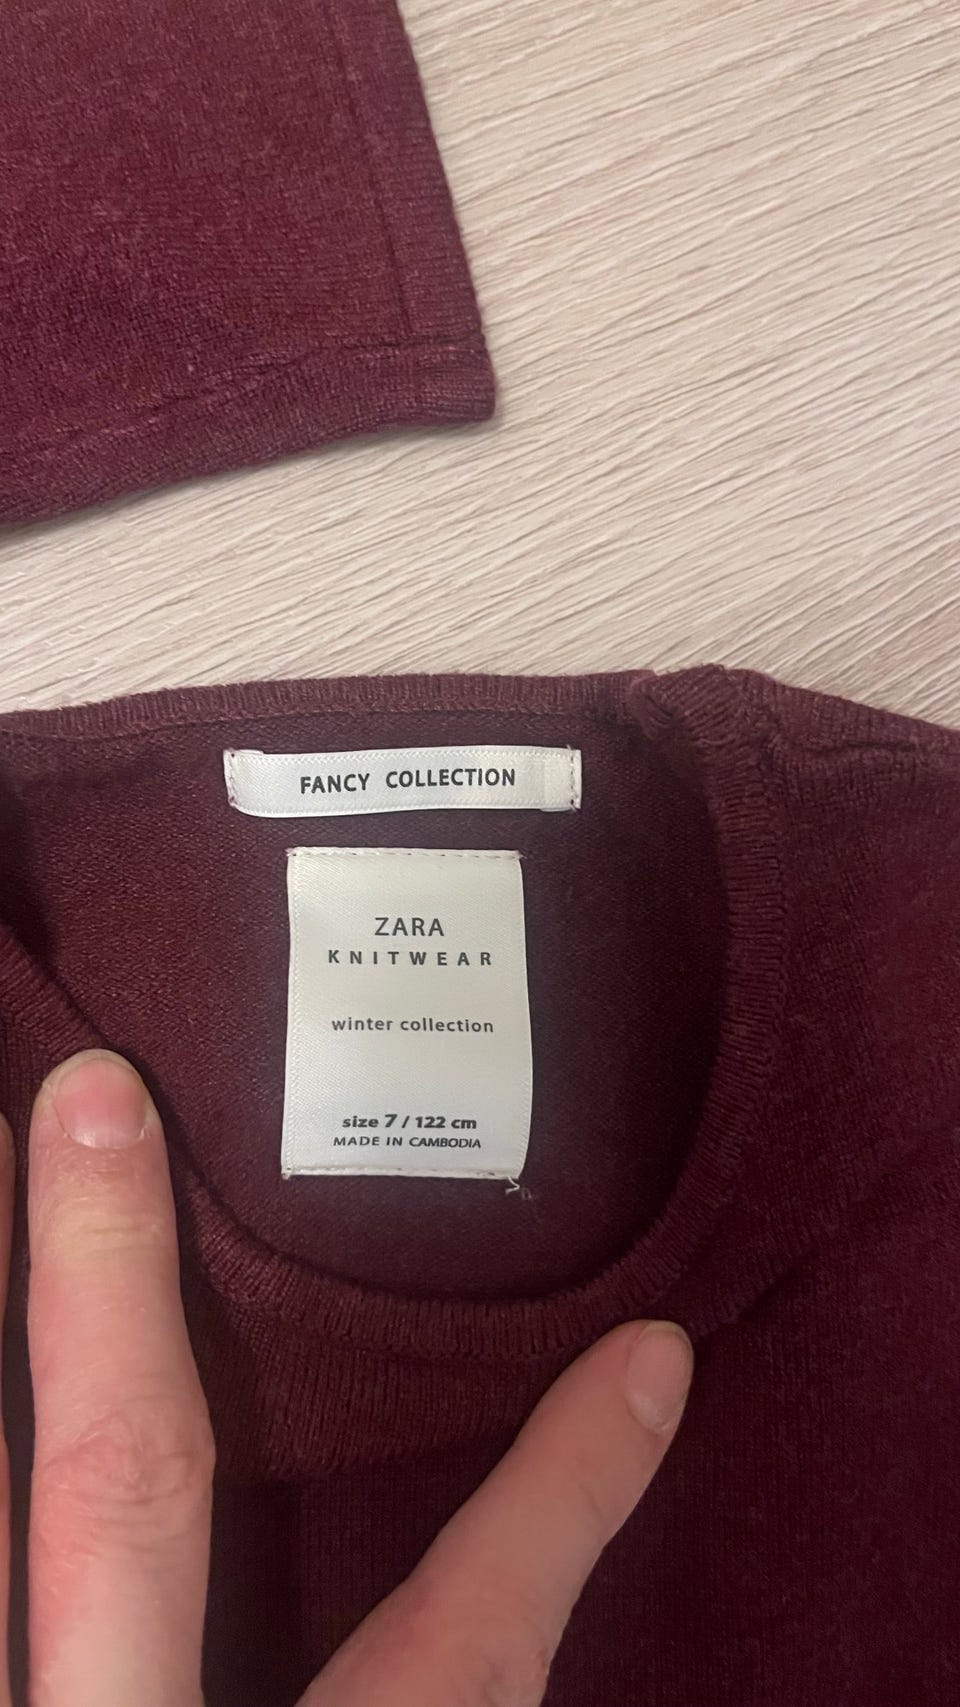 FANCY COLLECTION
ZARA
KNITWEAR
winter collection
size 7 / 122 cm
MADE IN CAMBODIA